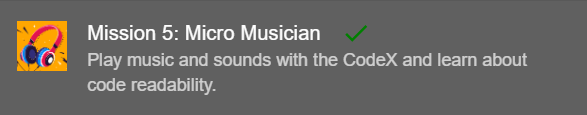 Mission 5: Micro Musician
Play music and sounds with the CodeX and learn about
code readability.